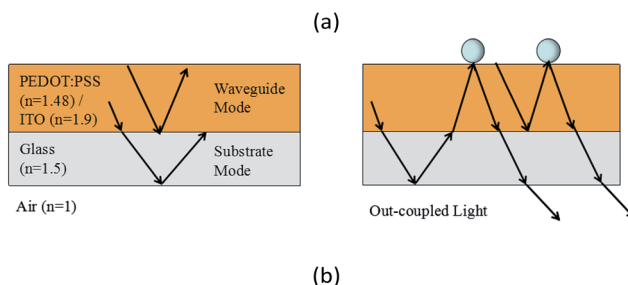 (a)
PEDOT:PSS
(n=1.48) /
ITO (n=1.9)
Waveguide
Mode
Glass
(n=1.5)
Substrate
Mode
Air (n=1)
Out-coupled Light
(b)